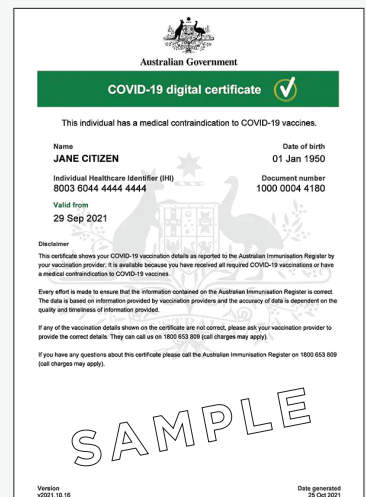 Australian Government
COVID-19 digital certificate
This individual has a medical contraindication to COVID-19 vaccines.
Name
JANE CITIZEN
Date of birth
01 Jan 1950
Individual Healthcare Identifier (IHI)
8003 6044 4444 4444
Document number
1000 0004 4180
Valid from
29 Sep 2021
Disclaimer
This certificate shows your COVID-19 vaccination details as reported to the Australian Immunisation Register by
your vaccination provider. It is available because you have received all required COVID-19 vaccinations or have
a medical contraindication to COVID-19 vaccines.
Every effort is made to ensure that the information contained on the Australian Immunisation Register is correct.
The data is based on information provided by vaccination providers and the accuracy of data is dependent on the
quality and timeliness of information provided.
If any of the vaccination details shown on the certificate are not correct, please ask your vaccination provider to
provide the correct details. They can call us on 1800 653 809 (call charges may apply).
If you have any questions about this certificate please call the Australian Immunisation Register on 1800 653 809
(call charges may apply).
SAMPLE
Version
v2021.10.16
Date generated
25 Oct 2021